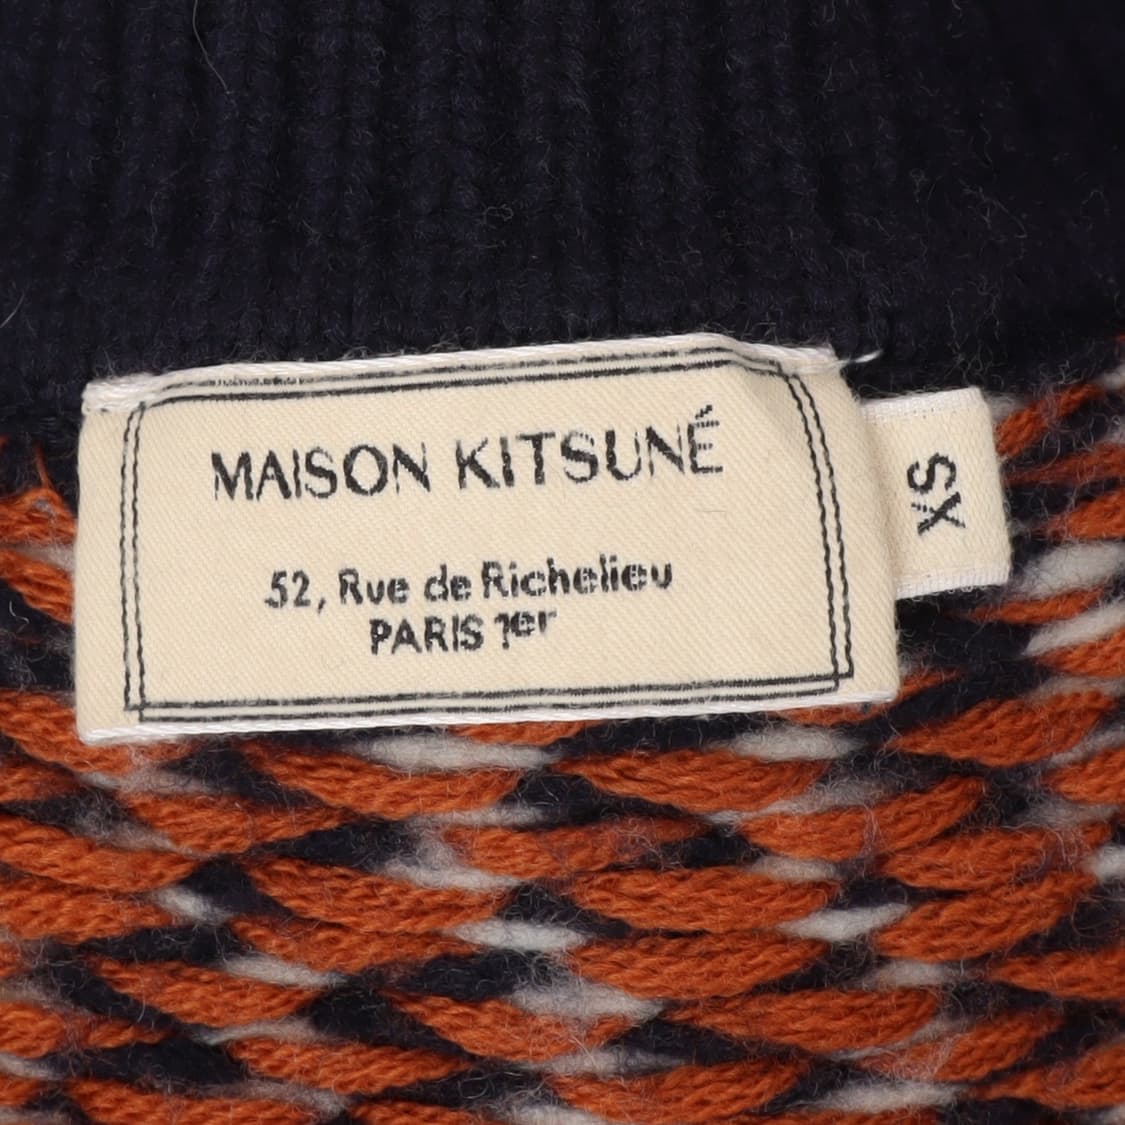 MAISON KITSUNÉ
52, Rue de Richelieu
PARIS 1er
XS